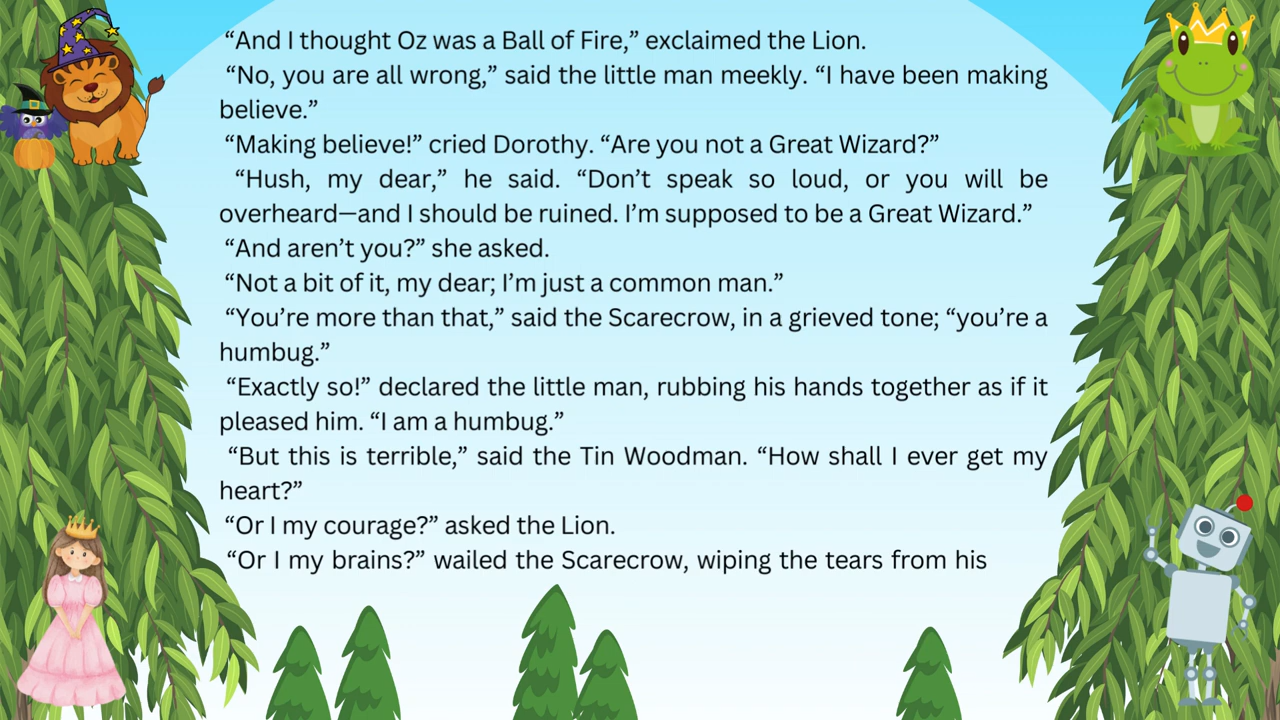 “And I thought Oz was a Ball of Fire,” exclaimed the Lion.
“No, you are all wrong,” said the little man meekly. “I have been making
believe.”
“Making believe!” cried Dorothy. “Are you not a Great Wizard?”
“Hush, my dear,” he said. “Don’t speak so loud, or you will be
overheard—and I should be ruined. I’m supposed to be a Great Wizard.”
“And aren’t you?” she asked.
“Not a bit of it, my dear; I’m just a common man.”
“You’re more than that,” said the Scarecrow, in a grieved tone; “you’re a
humbug.”
“Exactly so!” declared the little man, rubbing his hands together as if it
pleased him. “I am a humbug.”
“But this is terrible,” said the Tin Woodman. “How shall I ever get my
heart?”
“Or I my courage?” asked the Lion.
“Or I my brains?” wailed the Scarecrow, wiping the tears from his